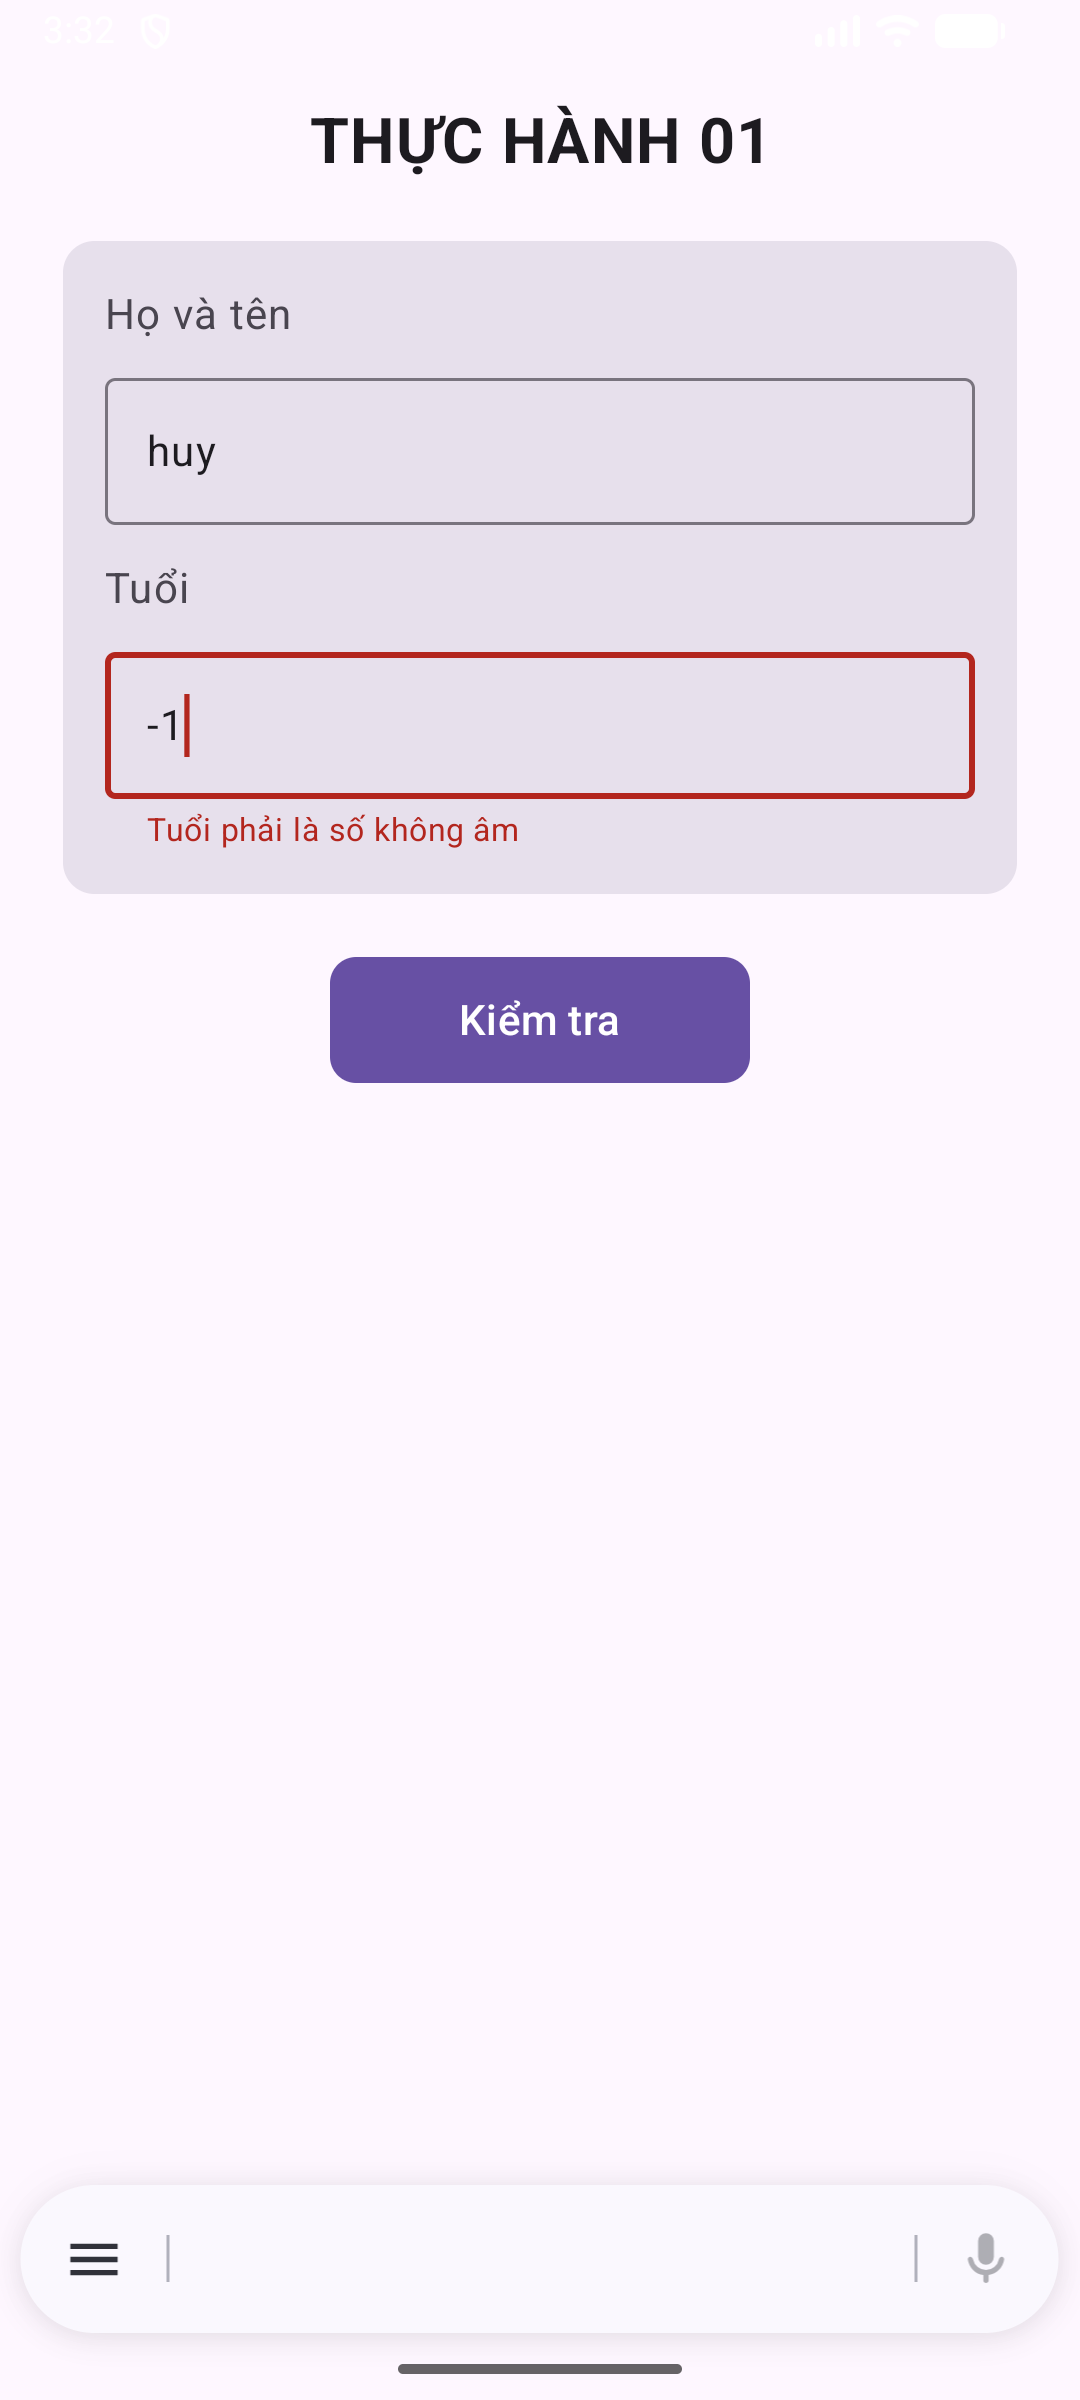 3:32
THỰC HÀNH 01
Họ và tên
huy
Tuổi
-1
Tuổi phải là số không âm
Kiểm tra